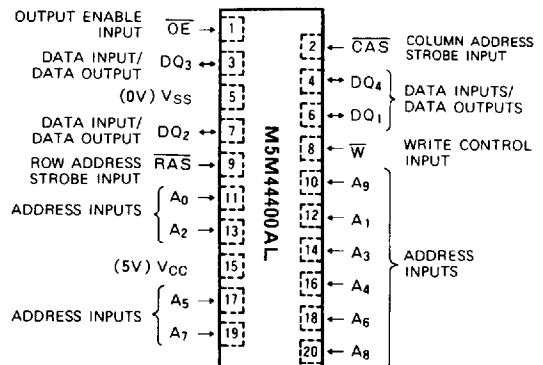 OUTPUT ENABLE
INPUT
OE → 1
DATA INPUT/
DATA OUTPUT
DQ3 ↔ 3
(0V) VSS 5
DATA INPUT/
DATA OUTPUT
DQ2 ↔ 7
ROW ADDRESS
STROBE INPUT
RAS → 9
ADDRESS INPUTS
A0 → 11
A2 → 13
(5V) VCC 15
ADDRESS INPUTS
A5 → 17
A7 → 19
M5M44400AL
2 ← CAS
COLUMN ADDRESS
STROBE INPUT
4 ↔ DQ4
6 ↔ DQ1
DATA INPUTS/
DATA OUTPUTS
8 ← W
WRITE CONTROL
INPUT
10 ← A9
12 ← A1
14 ← A3
16 ← A4
18 ← A6
20 ← A8
ADDRESS
INPUTS